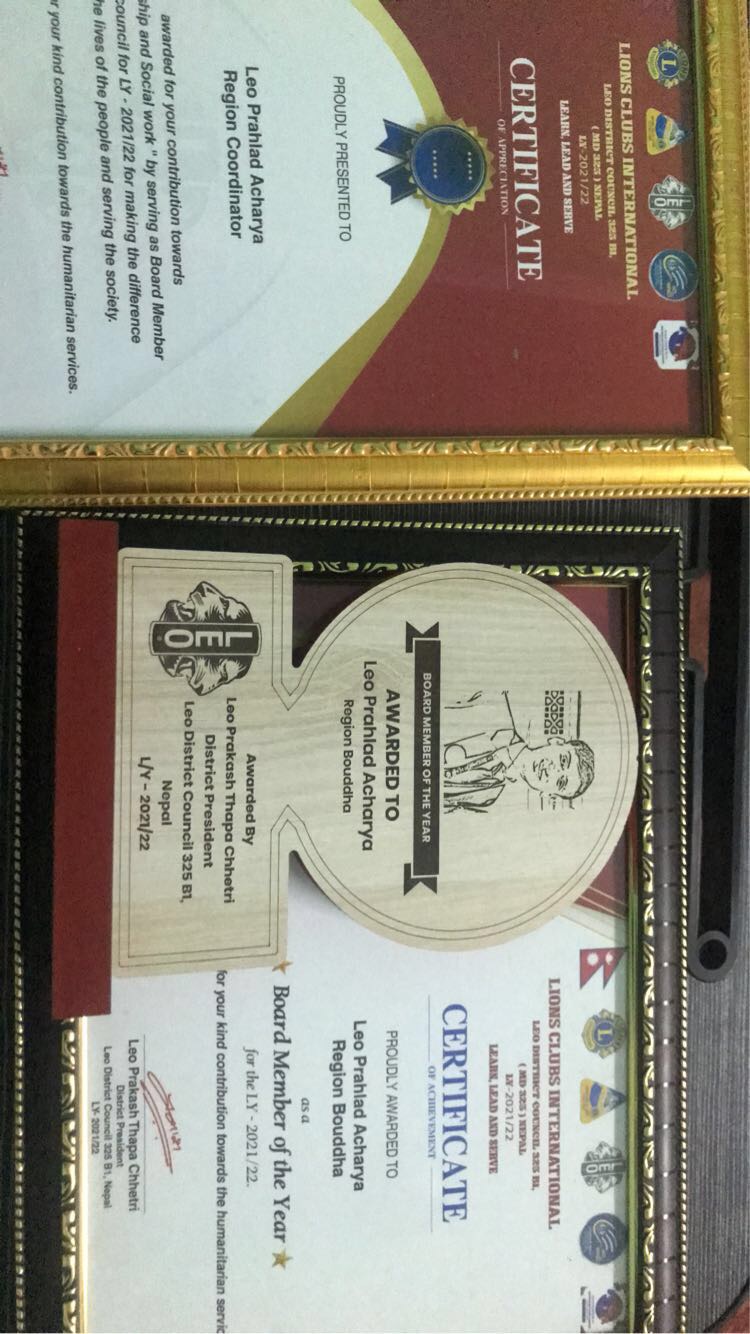 LIONS CLUBS INTERNATIONAL
LEO DISTRICT COUNCIL 325 B1,
( MD 325 ) NEPAL
LY-2021/22
LEARN, LEAD AND SERVE
CERTIFICATE
OF APPRECIATION
PROUDLY PRESENTED TO
Leo Prahlad Acharya
Region Coordinator
awarded for your contribution towards
and Social work " by serving as Board Member
for LY - 2021/22 for making the difference
lives of the people and serving the society.
your kind contribution towards the humanitarian services.
BOARD MEMBER OF THE YEAR
AWARDED TO
Leo Prahlad Acharya
Region Bouddha
LEO
Awarded By
Leo Prakash Thapa Chhetri
District President
Leo District Council 325 B1,
Nepal
L/Y - 2021/22
LIONS CLUBS INTERNATIONAL
LEO DISTRICT COUNCIL 325 B1,
( MD 325 ) NEPAL
LY-2021/22
LEARN, LEAD AND SERVE
CERTIFICATE
OF ACHIEVEMENT
PROUDLY AWARDED TO
Leo Prahlad Acharya
Region Bouddha
as a
Board Member of the Year
for the LY - 2021/22.
for your kind contribution towards the humanitarian
Leo Prakash Thapa Chhetri
District President
Leo District Council 325 B1, Nepal
LY- 2021/22